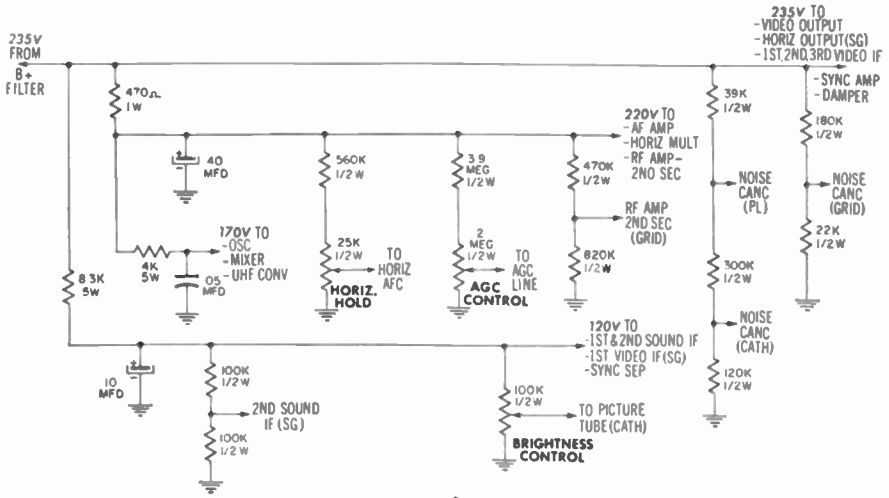 235V
FROM
B+
FILTER
235V TO
-VIDEO OUTPUT
-HORIZ OUTPUT(SG)
-1ST,2ND,3RD VIDEO IF
-SYNC AMP
-DAMPER
470Ω
1W
39K
1/2W
180K
1/2W
220V TO
-AF AMP
-HORIZ MULT
-RF AMP-
2NO SEC
+
40
MFD
-
560K
1/2W
3.9
MEG
1/2W
470K
1/2W
NOISE
CANC
(PL)
NOISE
CANC
(GRID)
RF AMP
2ND SEC
(GRID)
170V TO
-OSC
-MIXER
-UHF CONV
4K
5W
05
MFD
25K
1/2W
TO
HORIZ
AFC
HORIZ.
HOLD
2
MEG
1/2W
TO
AGC
LINE
AGC
CONTROL
820K
1/2W
22K
1/2W
300K
1/2W
8 3K
5W
120V TO
-1ST&2ND SOUND IF
-1ST VIDEO IF(SG)
-SYNC SEP
NOISE
CANC
(CATH)
+
10
MFD
-
100K
1/2W
2ND SOUND
IF (SG)
100K
1/2W
100K
1/2W
TO PICTURE
TUBE(CATH)
BRIGHTNESS
CONTROL
120K
1/2W